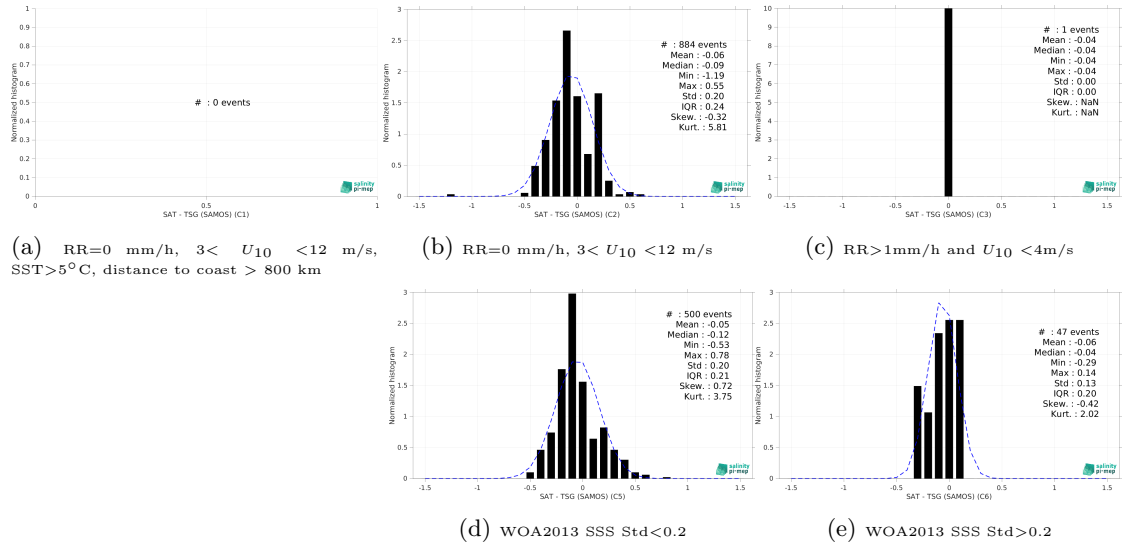 1
0.9
0.8
0.7
0.6
0.5
0.4
0.3
0.2
0.1
0
Normalized histogram
# : 0 events
salinity
pi-mep
0 0.5 1
SAT - TSG (SAMOS) (C1)
(a) RR=0 mm/h, 3< U10 <12 m/s,
SST>5°C, distance to coast > 800 km
3
2.5
2
1.5
1
0.5
0
Normalized histogram
# : 884 events
Mean : -0.06
Median : -0.09
Min : -1.19
Max : 0.55
Std : 0.20
IQR : 0.24
Skew. : -0.32
Kurt. : 5.81
salinity
pi-mep
-1.5 -1 -0.5 0 0.5 1 1.5
SAT - TSG (SAMOS) (C2)
(b) RR=0 mm/h, 3< U10 <12 m/s
10
9
8
7
6
5
4
3
2
1
0
Normalized histogram
# : 1 events
Mean : -0.04
Median : -0.04
Min : -0.04
Max : -0.04
Std : 0.00
IQR : 0.00
Skew. : NaN
Kurt. : NaN
salinity
pi-mep
-1.5 -1 -0.5 0 0.5 1 1.5
SAT - TSG (SAMOS) (C3)
(c) RR>1mm/h and U10 <4m/s
3
2.5
2
1.5
1
0.5
0
Normalized histogram
# : 500 events
Mean : -0.05
Median : -0.12
Min : -0.53
Max : 0.78
Std : 0.20
IQR : 0.21
Skew. : 0.72
Kurt. : 3.75
salinity
pi-mep
-1.5 -1 -0.5 0 0.5 1 1.5
SAT - TSG (SAMOS) (C5)
(d) WOA2013 SSS Std<0.2
3
2.5
2
1.5
1
0.5
0
Normalized histogram
# : 47 events
Mean : -0.06
Median : -0.04
Min : -0.29
Max : 0.14
Std : 0.13
IQR : 0.20
Skew. : -0.42
Kurt. : 2.02
salinity
pi-mep
-1.5 -1 -0.5 0 0.5 1 1.5
SAT - TSG (SAMOS) (C6)
(e) WOA2013 SSS Std>0.2